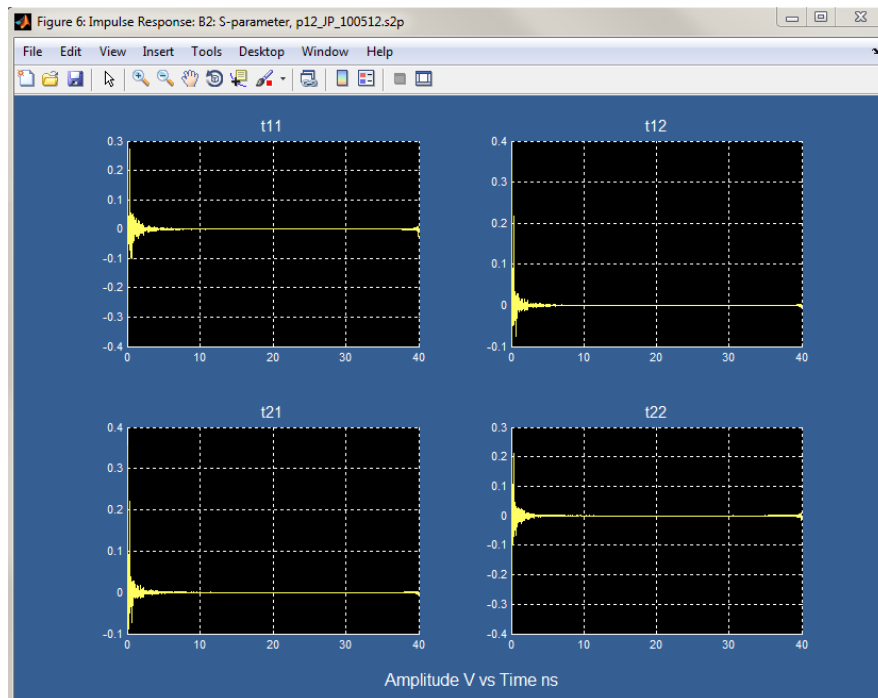 Figure 6: Impulse Response: B2: S-parameter, p12_JP_100512.s2p
File Edit View Insert Tools Desktop Window Help
t11
0.3
0.2
0.1
0
-0.1
-0.2
-0.3
-0.4
0 10 20 30 40
t12
0.4
0.3
0.2
0.1
0
-0.1
0 10 20 30 40
t21
0.4
0.3
0.2
0.1
0
-0.1
0 10 20 30 40
t22
0.3
0.2
0.1
0
-0.1
-0.2
-0.3
-0.4
0 10 20 30 40
Amplitude V vs Time ns